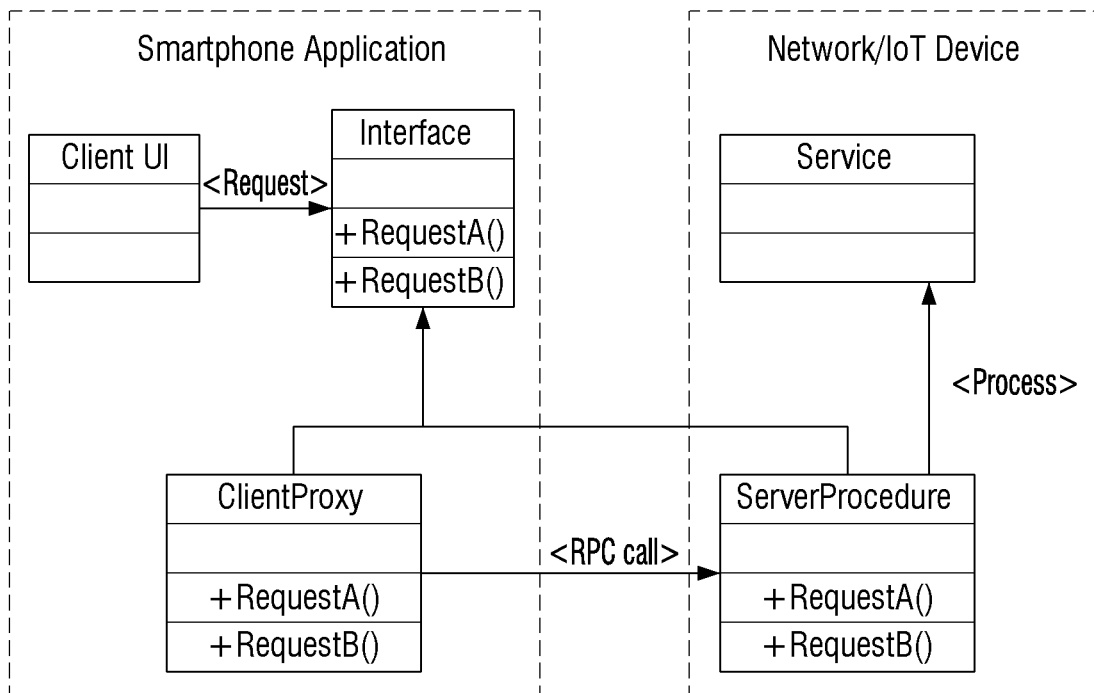 Smartphone Application
Network/IoT Device
Client UI
<Request>
Interface
+RequestA()
+RequestB()
Service
<Process>
ClientProxy
+RequestA()
+RequestB()
<RPC call>
ServerProcedure
+RequestA()
+RequestB()